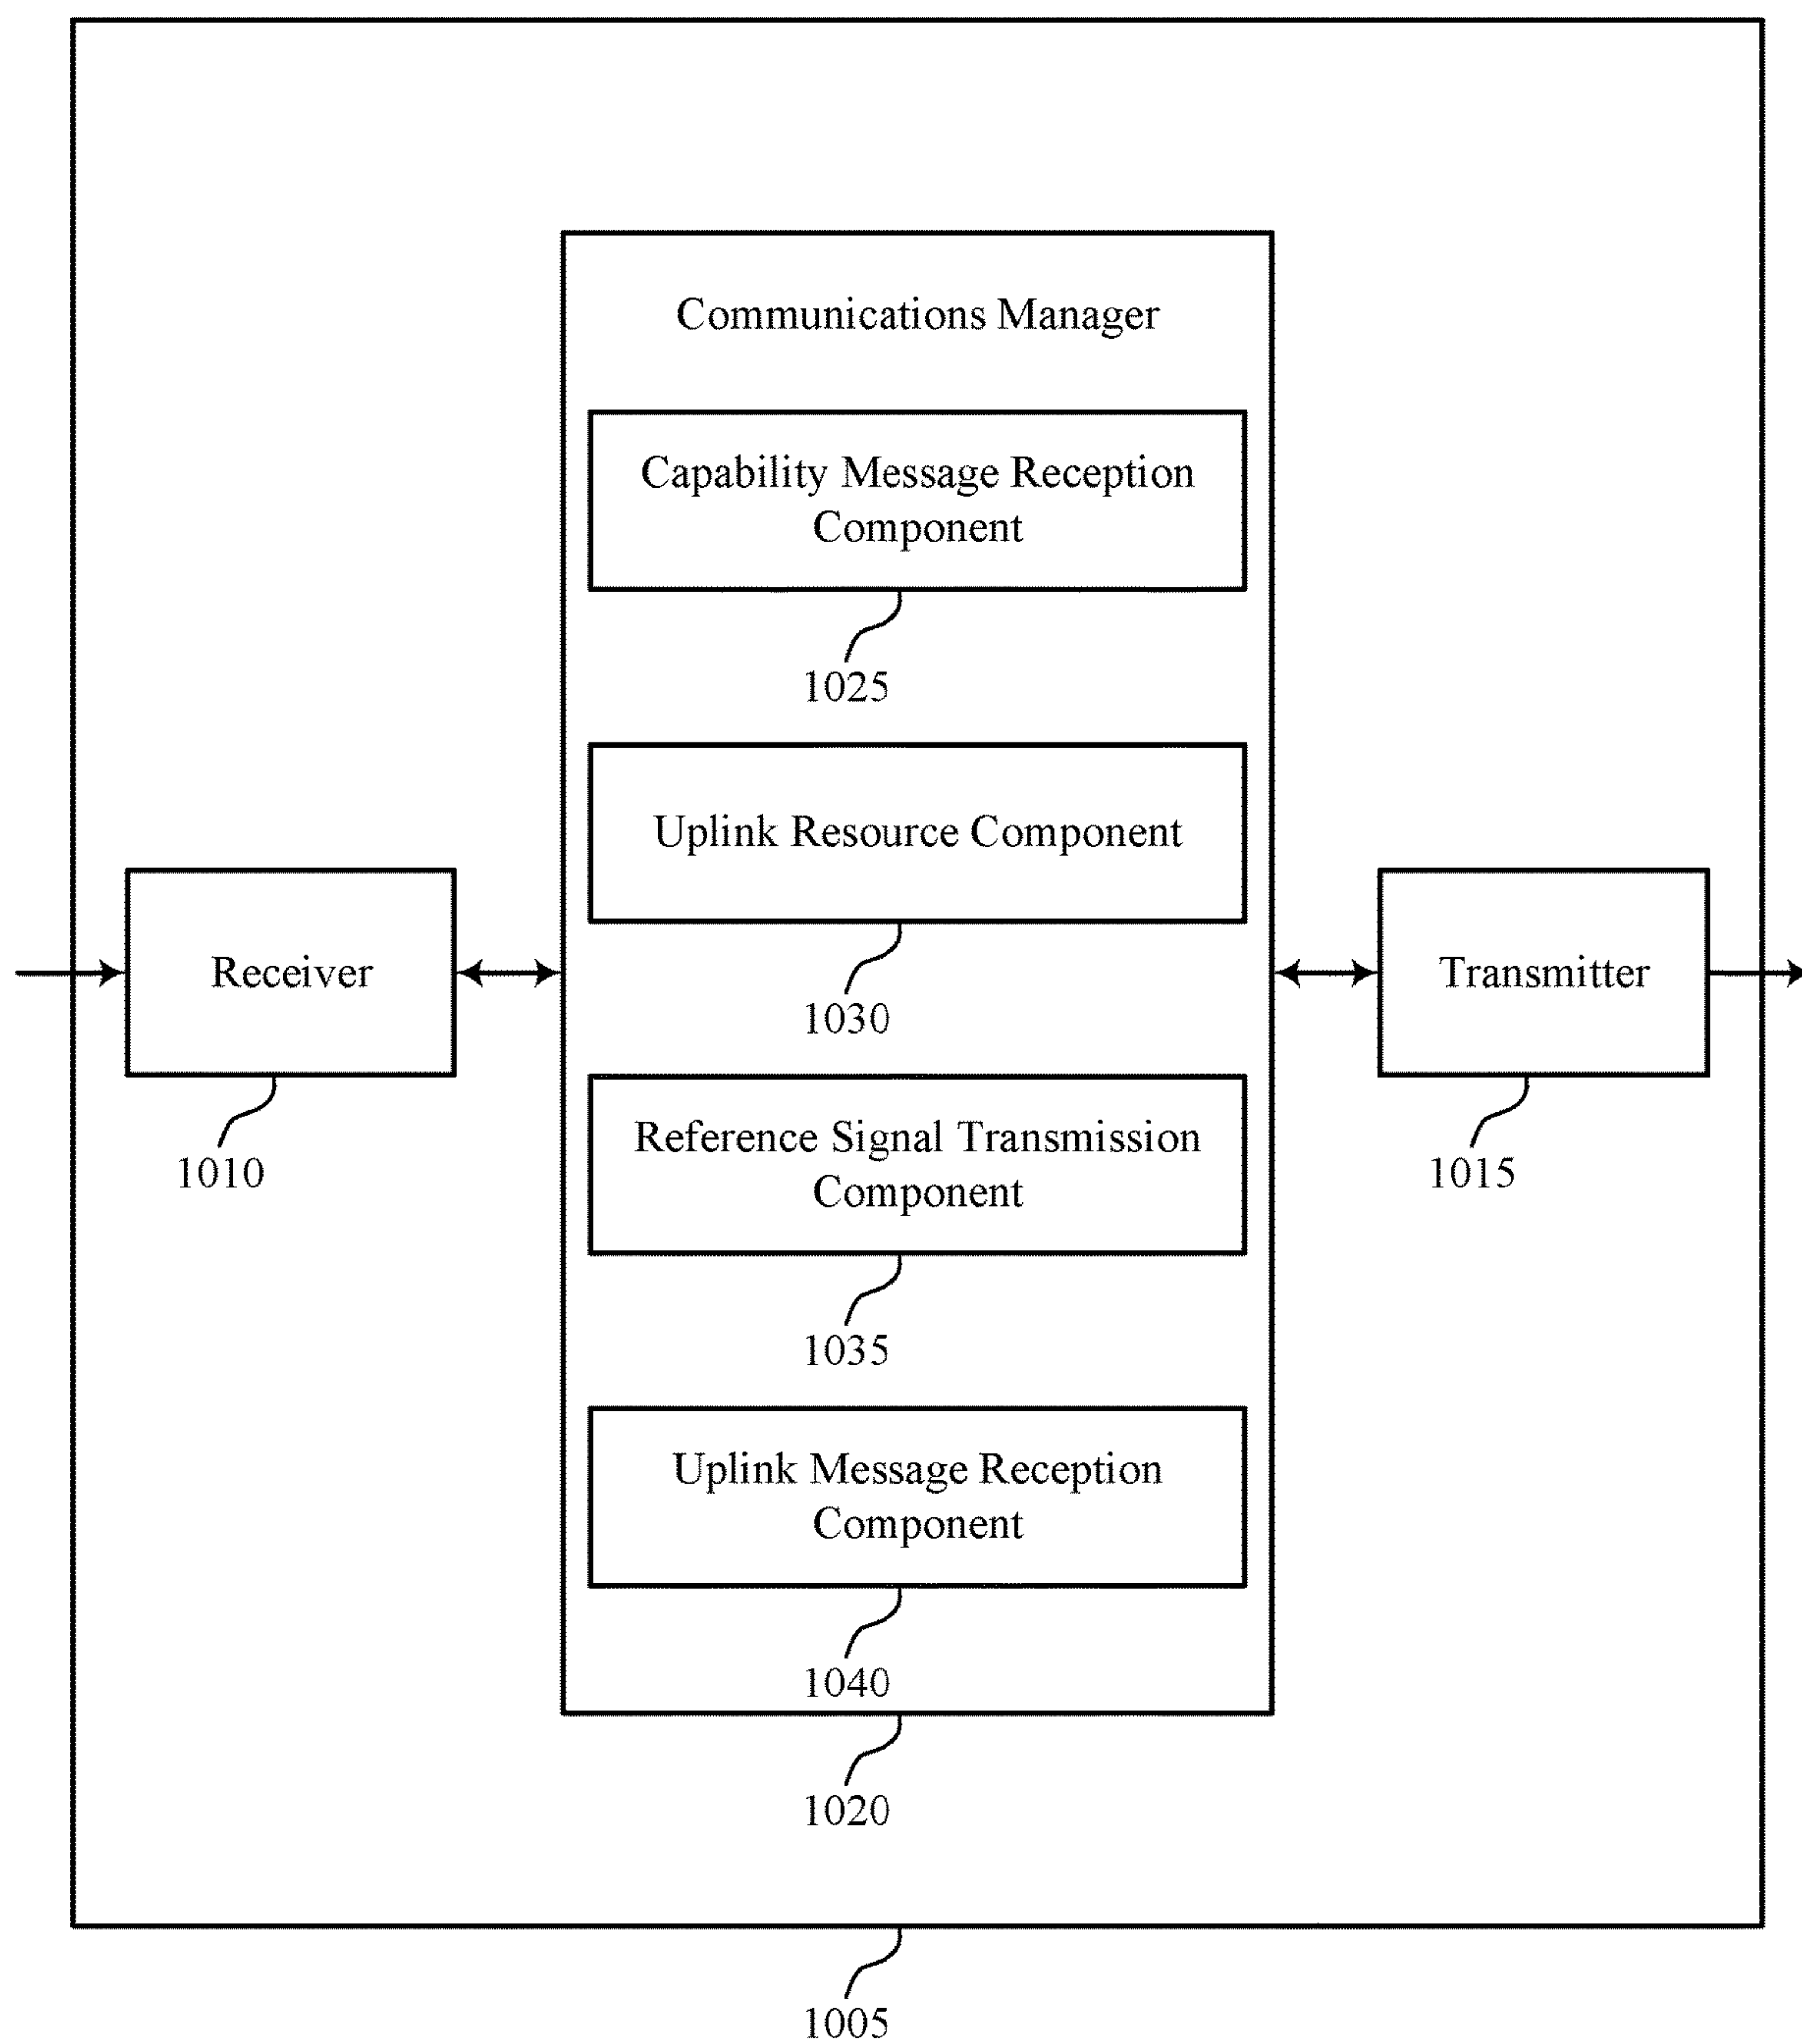 Communications Manager
Capability Message Reception
Component
1025
Uplink Resource Component
1030
Receiver
1010
Transmitter
1015
Reference Signal Transmission
Component
1035
Uplink Message Reception
Component
1040
1020
1005